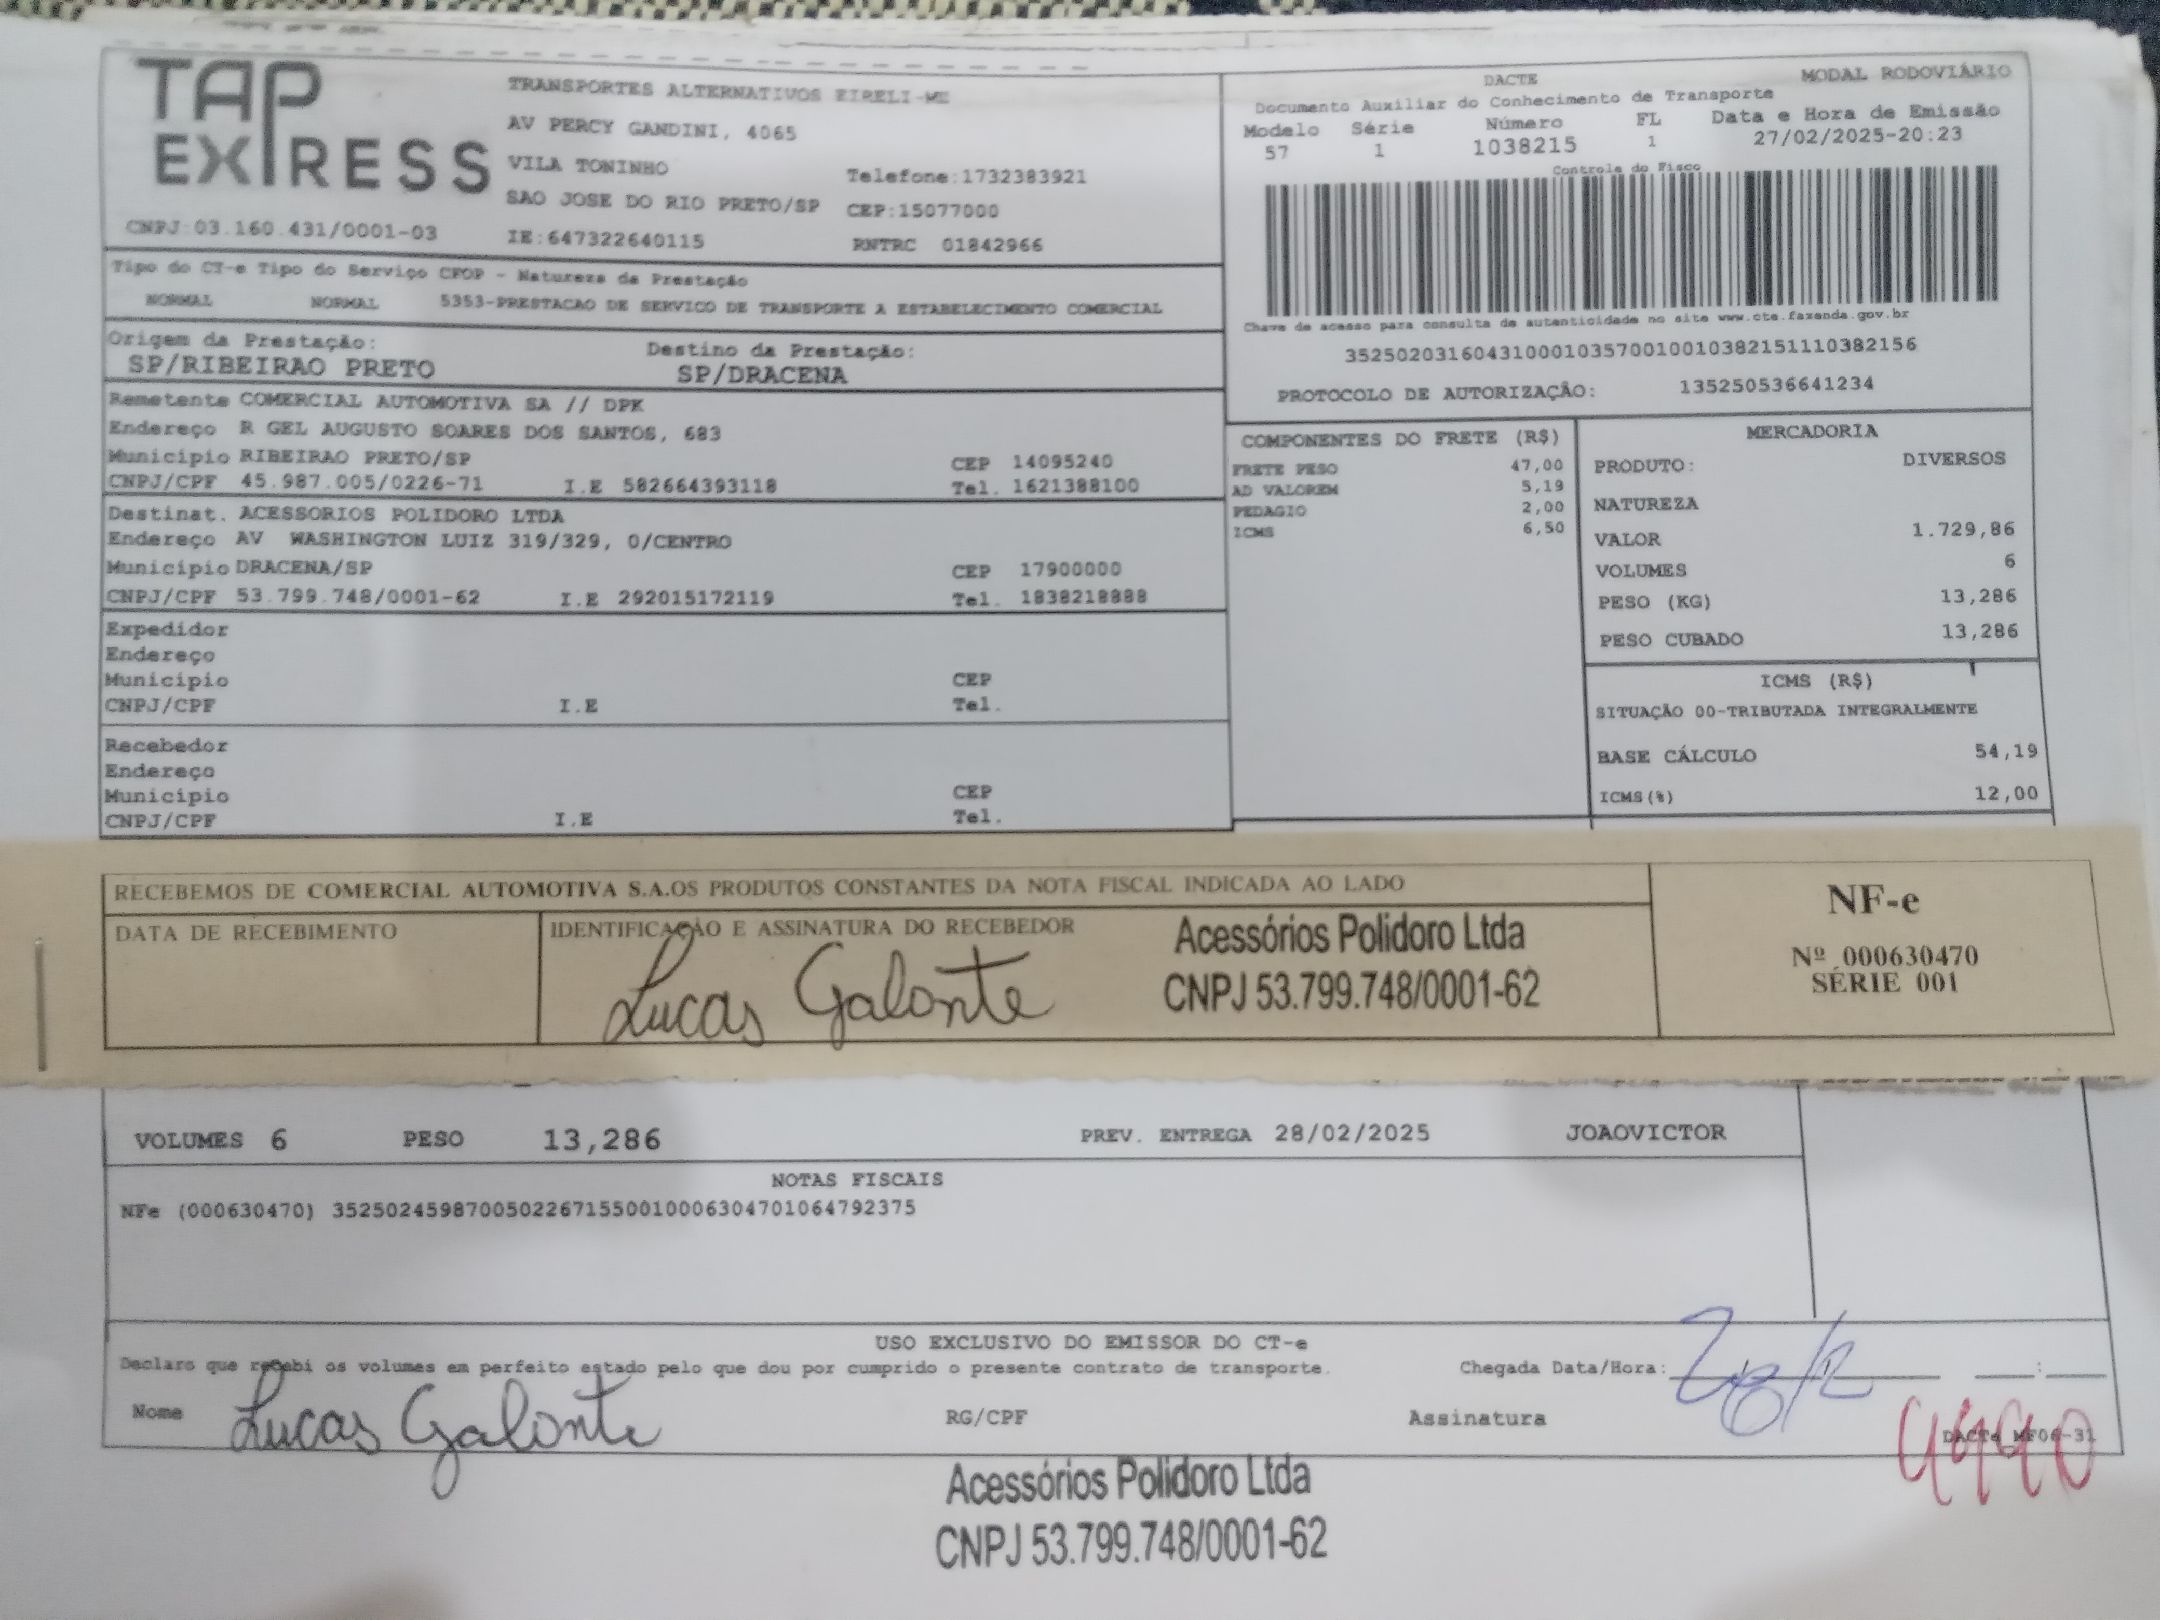 TAP EXPRESS
TRANSPORTES ALTERNATIVOS EIRELI-ME
AV PERCY GANDINI, 4065
VILA TONINHO Telefone:1732383921
SAO JOSE DO RIO PRETO/SP CEP:15077000
CNPJ:03.160.431/0001-03 IE:647322640115 RNTRC 01842966
DACTE MODAL RODOVIÁRIO
Documento Auxiliar do Conhecimento de Transporte
Modelo Série Número FL Data e Hora de Emissão
57 1 1038215 1 27/02/2025-20:23
Controle do Fisco
Chave de acesso para consulta de autenticidade no site www.cte.fazenda.gov.br
35250203160431000103570010010382151110382156
PROTOCOLO DE AUTORIZAÇÃO: 135250536641234
Tipo do CT-e Tipo do Serviço CFOP - Natureza da Prestação
NORMAL NORMAL 5353-PRESTACAO DE SERVICO DE TRANSPORTE A ESTABELECIMENTO COMERCIAL
Origem da Prestação: Destino da Prestação:
SP/RIBEIRAO PRETO SP/DRACENA
Remetente COMERCIAL AUTOMOTIVA SA // DPK
Endereço R GEL AUGUSTO SOARES DOS SANTOS, 683
Município RIBEIRAO PRETO/SP CEP 14095240
CNPJ/CPF 45.987.005/0226-71 I.E 582664393118 Tel. 1621388100
Destinat. ACESSORIOS POLIDORO LTDA
Endereço AV WASHINGTON LUIZ 319/329, 0/CENTRO
Município DRACENA/SP CEP 17900000
CNPJ/CPF 53.799.748/0001-62 I.E 292015172119 Tel. 1838218888
Expedidor
Endereço
Município CEP
CNPJ/CPF I.E Tel.
Recebedor
Endereço
Município CEP
CNPJ/CPF I.E Tel.
COMPONENTES DO FRETE (R$)
FRETE PESO 47,00
AD VALOREM 5,19
PEDAGIO 2,00
ICMS 6,50
MERCADORIA
PRODUTO: DIVERSOS
NATUREZA
VALOR 1.729,86
VOLUMES 6
PESO (KG) 13,286
PESO CUBADO 13,286
ICMS (R$)
SITUAÇÃO 00-TRIBUTADA INTEGRALMENTE
BASE CÁLCULO 54,19
ICMS(%) 12,00
RECEBEMOS DE COMERCIAL AUTOMOTIVA S.A.OS PRODUTOS CONSTANTES DA NOTA FISCAL INDICADA AO LADO
DATA DE RECEBIMENTO
IDENTIFICAÇÃO E ASSINATURA DO RECEBEDOR
Lucas Galonte
Acessórios Polidoro Ltda
CNPJ 53.799.748/0001-62
NF-e
Nº 000630470
SÉRIE 001
VOLUMES 6 PESO 13,286 PREV. ENTREGA 28/02/2025 JOAOVICTOR
NOTAS FISCAIS
NFe (000630470) 35250245987005022671550010006304701064792375
USO EXCLUSIVO DO EMISSOR DO CT-e
Declaro que recebi os volumes em perfeito estado pelo que dou por cumprido o presente contrato de transporte. Chegada Data/Hora: 28/2 :
Nome Lucas Galonte RG/CPF Assinatura
DACTe MF06-31
Acessórios Polidoro Ltda
CNPJ 53.799.748/0001-62